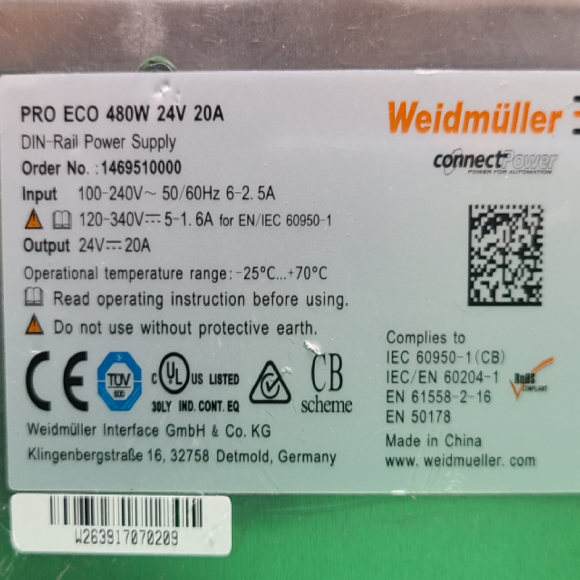 PRO ECO 480W 24V 20A
DIN-Rail Power Supply
Order No. :1469510000
Input 100-240V~ 50/60Hz 6-2.5A
120-340V⎓5-1.6A for EN/IEC 60950-1
Output 24V⎓20A
Operational temperature range: -25°C...+70°C
Read operating instruction before using.
Do not use without protective earth.
Weidmüller
connectPower
POWER FOR AUTOMATION
Complies to
IEC 60950-1(CB)
IEC/EN 60204-1
EN 61558-2-16
EN 50178
RoHS
COMPLIANT
CE
TÜV
SÜD
C UL US LISTED
30LY IND. CONT. EQ
CB
scheme
Weidmüller Interface GmbH & Co. KG
Klingenbergstraße 16, 32758 Detmold, Germany
Made in China
www. weidmueller. com
W263917070209